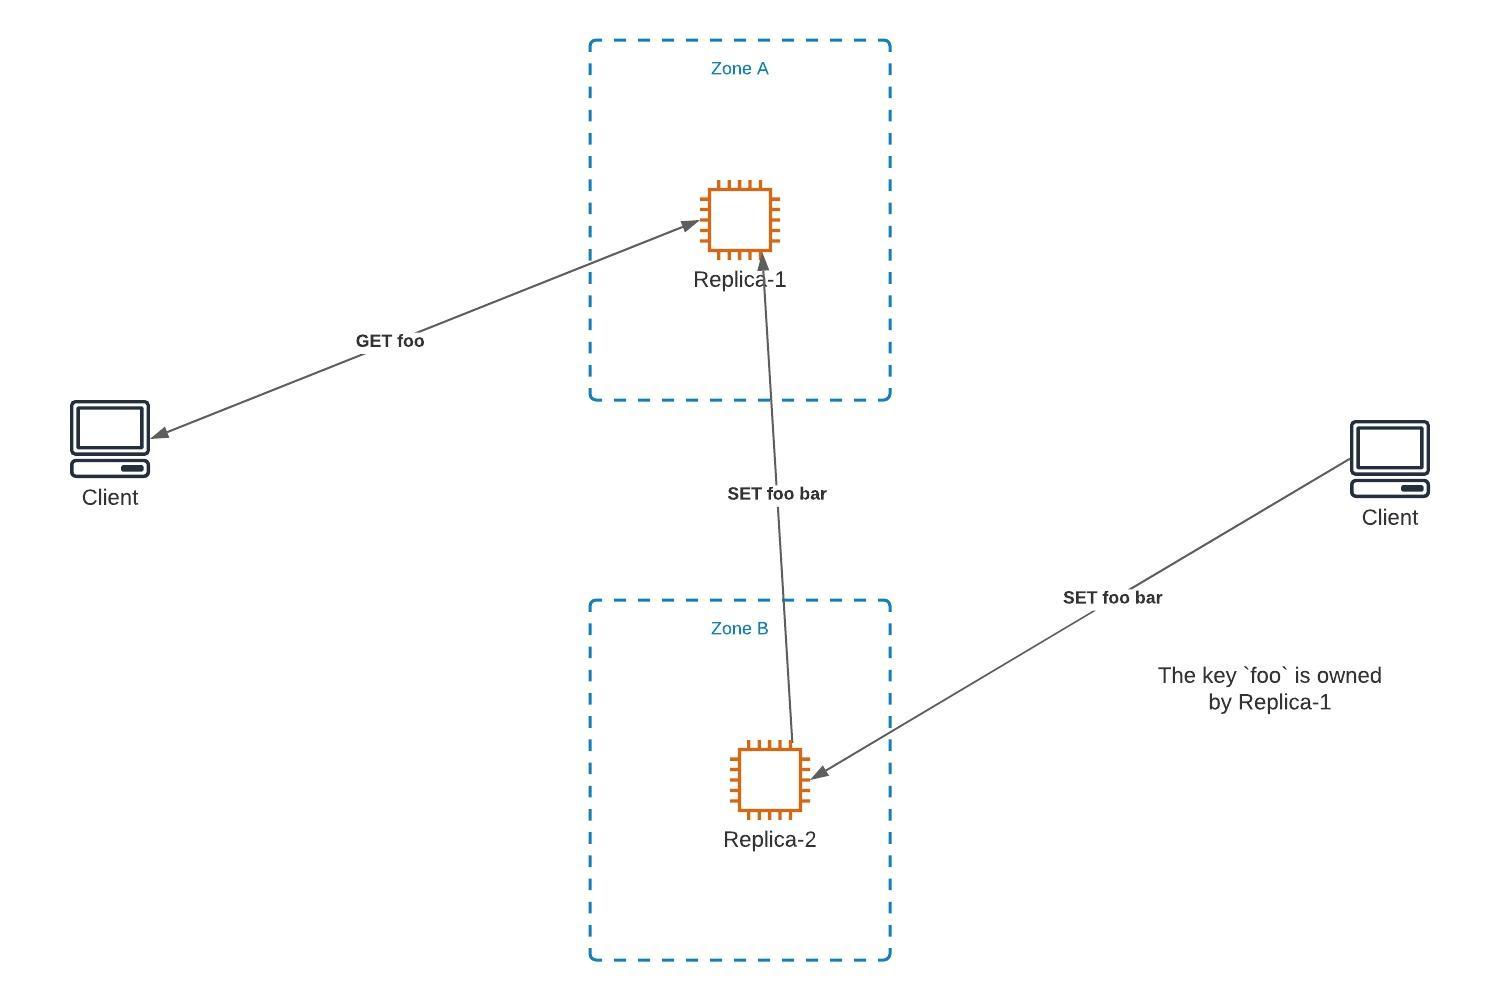 Zone A
Replica-1
GET foo
Client
SET foo bar
Client
SET foo bar
Zone B
The key `foo` is owned
by Replica-1
Replica-2